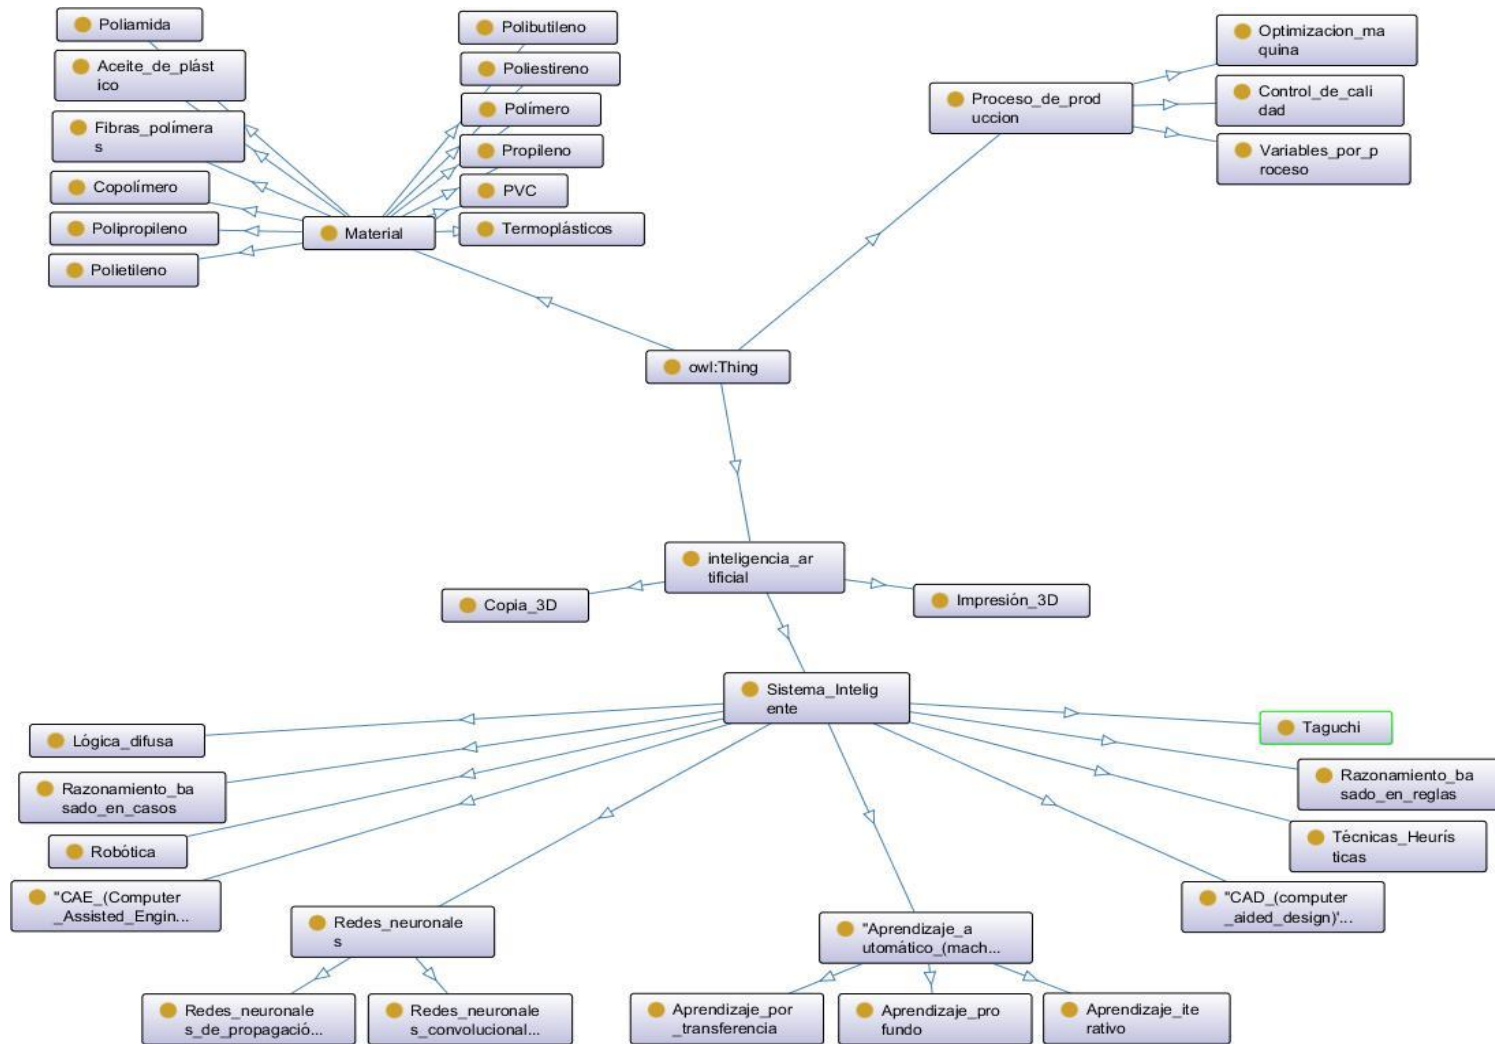 Poliamida
Aceite_de_plást
ico
Fibras_polímera
s
Copolímero
Polipropileno
Polietileno
Polibutileno
Poliestireno
Polímero
Propileno
PVC
Termoplásticos
Material
Proceso_de_prod
uccion
Optimizacion_ma
quina
Control_de_cali
dad
Variables_por_p
roceso
owl:Thing
inteligencia_ar
tificial
Copia_3D
Impresión_3D
Sistema_Intelig
ente
Lógica_difusa
Razonamiento_ba
sado_en_casos
Robótica
"CAE_(Computer
_Assisted_Engin...
Taguchi
Razonamiento_ba
sado_en_reglas
Técnicas_Heurís
ticas
"CAD_(computer
_aided_design)'...
Redes_neuronale
s
"Aprendizaje_a
utomático_(mach...
Redes_neuronale
s_de_propagació...
Redes_neuronale
s_convolucional...
Aprendizaje_por
_transferencia
Aprendizaje_pro
fundo
Aprendizaje_ite
rativo